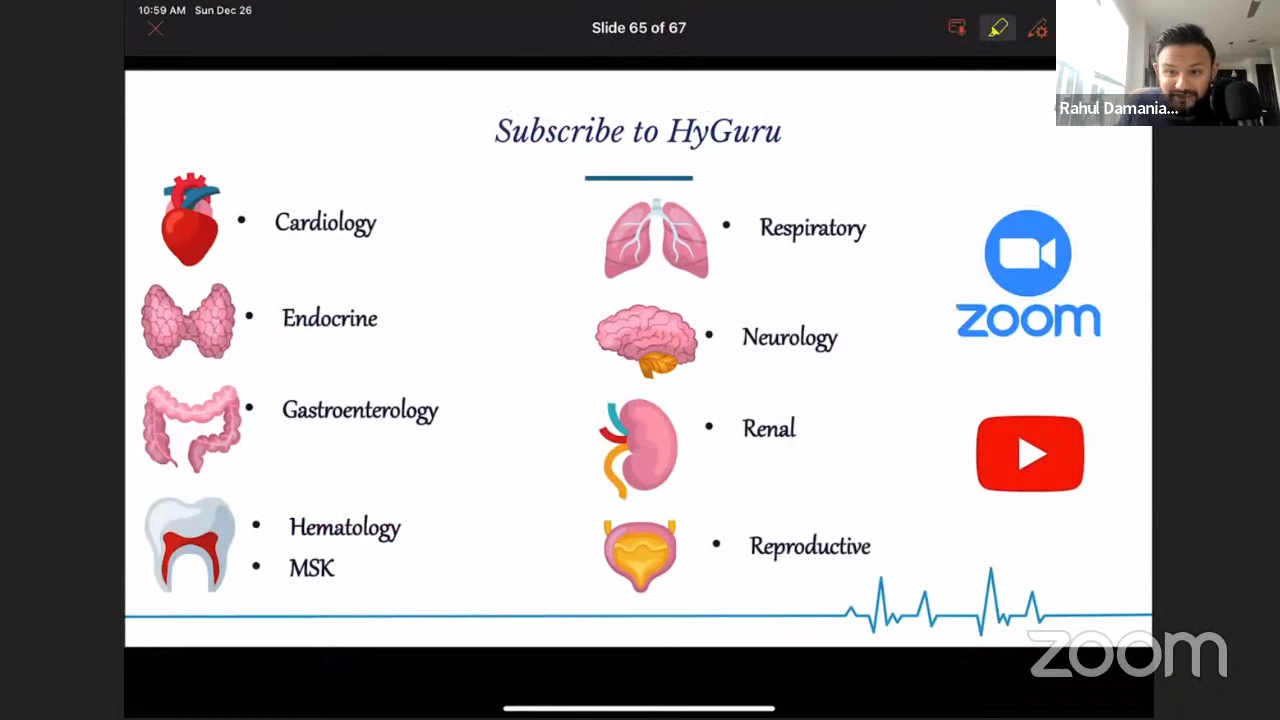 10:59 AM Sun Dec 26
Slide 65 of 67
Rahul Damania...
Subscribe to HyGuru
• Cardiology
• Endocrine
• Gastroenterology
• Hematology
• MSK
• Respiratory
• Neurology
• Renal
• Reproductive
zoom
zoom